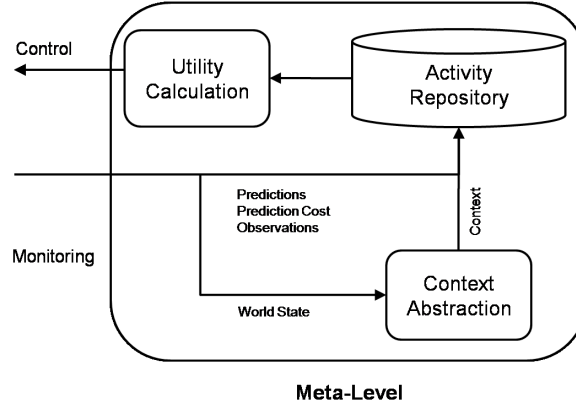 Control
Utility
Calculation
Activity
Repository
Predictions
Prediction Cost
Observations
Context
Monitoring
Context
Abstraction
World State
Meta-Level